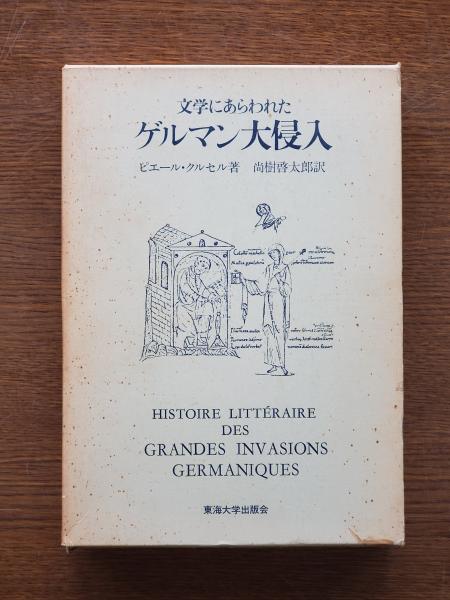 文学にあらわれた
ゲルマン大侵入
ピエール・クルセル著　尚樹啓太郎訳
HISTOIRE LITTÉRAIRE
DES
GRANDES INVASIONS
GERMANIQUES
東海大学出版会